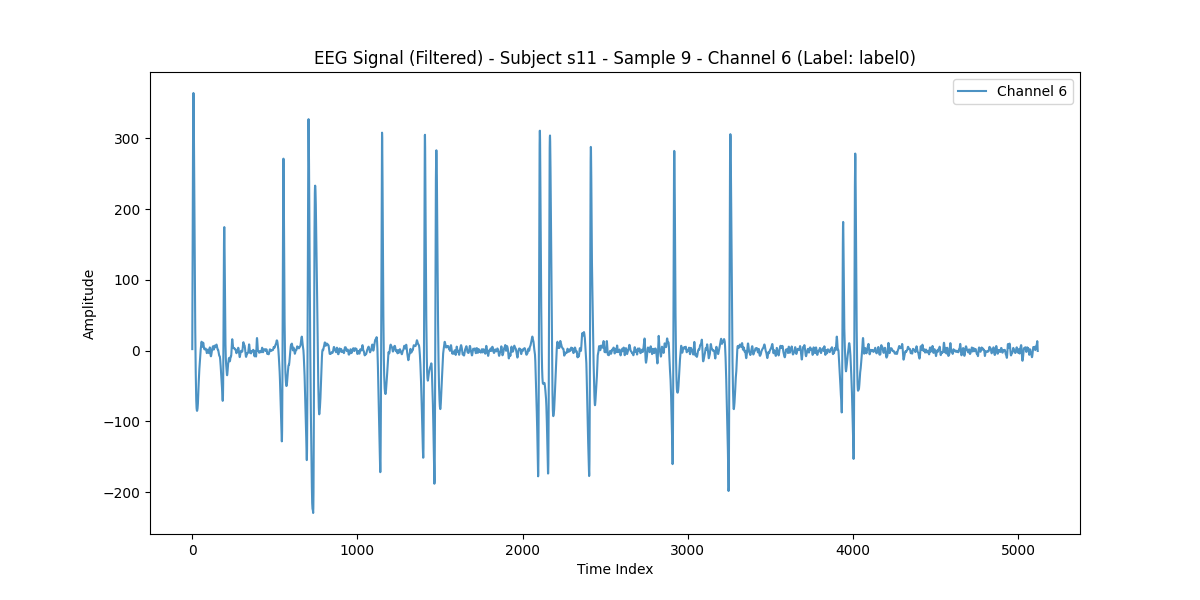 EEG Signal (Filtered) - Subject s11 - Sample 9 - Channel 6 (Label: label0)
Channel 6
Amplitude
300
200
100
0
−100
−200
0 1000 2000 3000 4000 5000
Time Index